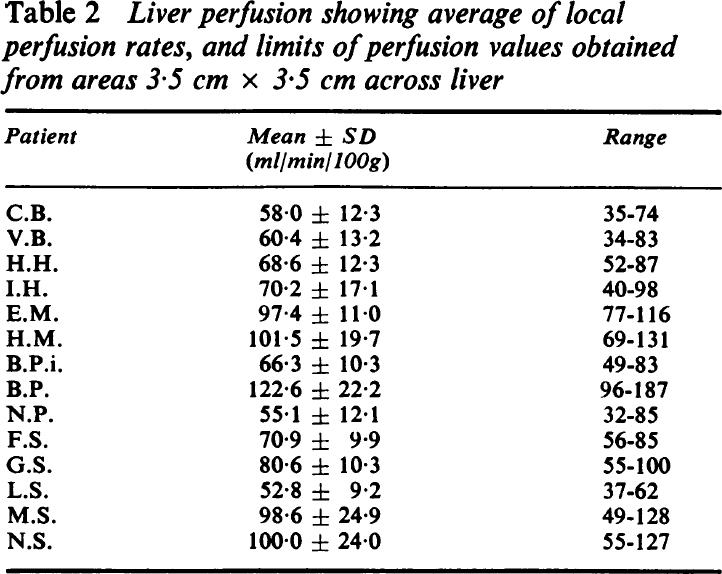 Table 2 Liver perfusion showing average of local
perfusion rates, and limits of perfusion values obtained
from areas 3·5 cm × 3·5 cm across liver
Patient Mean ± SD Range
(ml/min/100g)
C.B. 58·0 ± 12·3 35-74
V.B. 60·4 ± 13·2 34-83
H.H. 68·6 ± 12·3 52-87
I.H. 70·2 ± 17·1 40-98
E.M. 97·4 ± 11·0 77-116
H.M. 101·5 ± 19·7 69-131
B.P.i. 66·3 ± 10·3 49-83
B.P. 122·6 ± 22·2 96-187
N.P. 55·1 ± 12·1 32-85
F.S. 70·9 ± 9·9 56-85
G.S. 80·6 ± 10·3 55-100
L.S. 52·8 ± 9·2 37-62
M.S. 98·6 ± 24·9 49-128
N.S. 100·0 ± 24·0 55-127